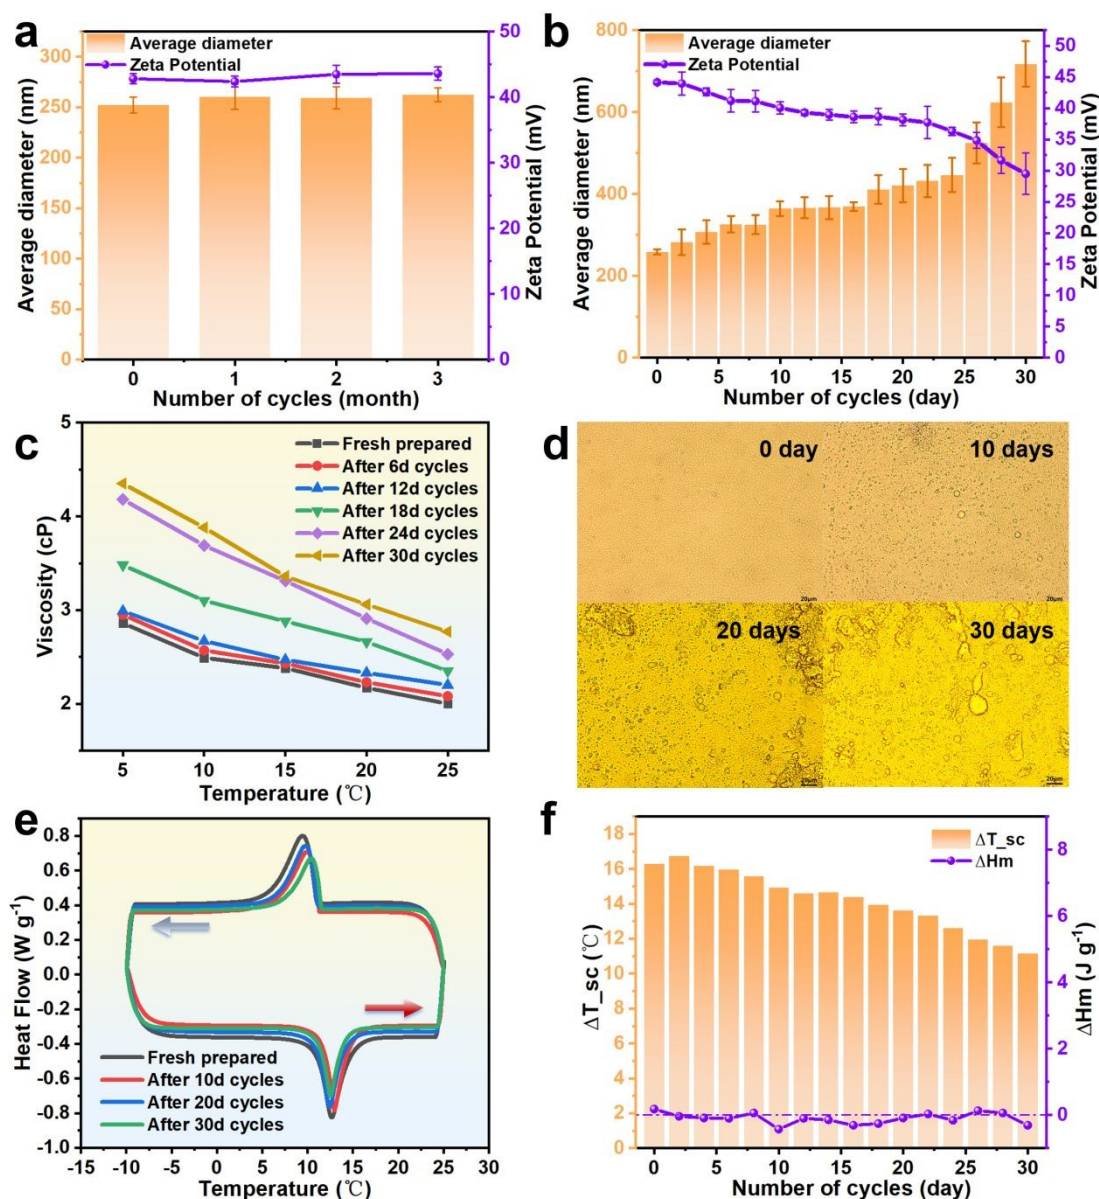 a
Average diameter
Zeta Potential
300
250
200
150
100
50
0
Average diameter (nm)
50
40
30
20
10
0
Zeta Potential (mV)
0 1 2 3
Number of cycles (month)
b
Average diameter
Zeta Potential
800
600
400
200
0
Average diameter (nm)
50
45
40
35
30
25
20
15
10
5
0
Zeta Potential (mV)
0 5 10 15 20 25 30
Number of cycles (day)
c
Fresh prepared
After 6d cycles
After 12d cycles
After 18d cycles
After 24d cycles
After 30d cycles
5
4
3
2
Viscosity (cP)
5 10 15 20 25
Temperature (℃)
d
0 day
10 days
20 days
30 days
20μm
20μm
20μm
20μm
e
0.8
0.6
0.4
0.2
0.0
-0.2
-0.4
-0.6
-0.8
-1.0
Heat Flow (W g⁻¹)
Fresh prepared
After 10d cycles
After 20d cycles
After 30d cycles
-15 -10 -5 0 5 10 15 20 25 30
Temperature (℃)
f
ΔT_sc
ΔHm
18
16
14
12
10
8
6
4
2
0
ΔT_sc (℃)
8
6
4
2
0
ΔHm (J g⁻¹)
0 5 10 15 20 25 30
Number of cycles (day)